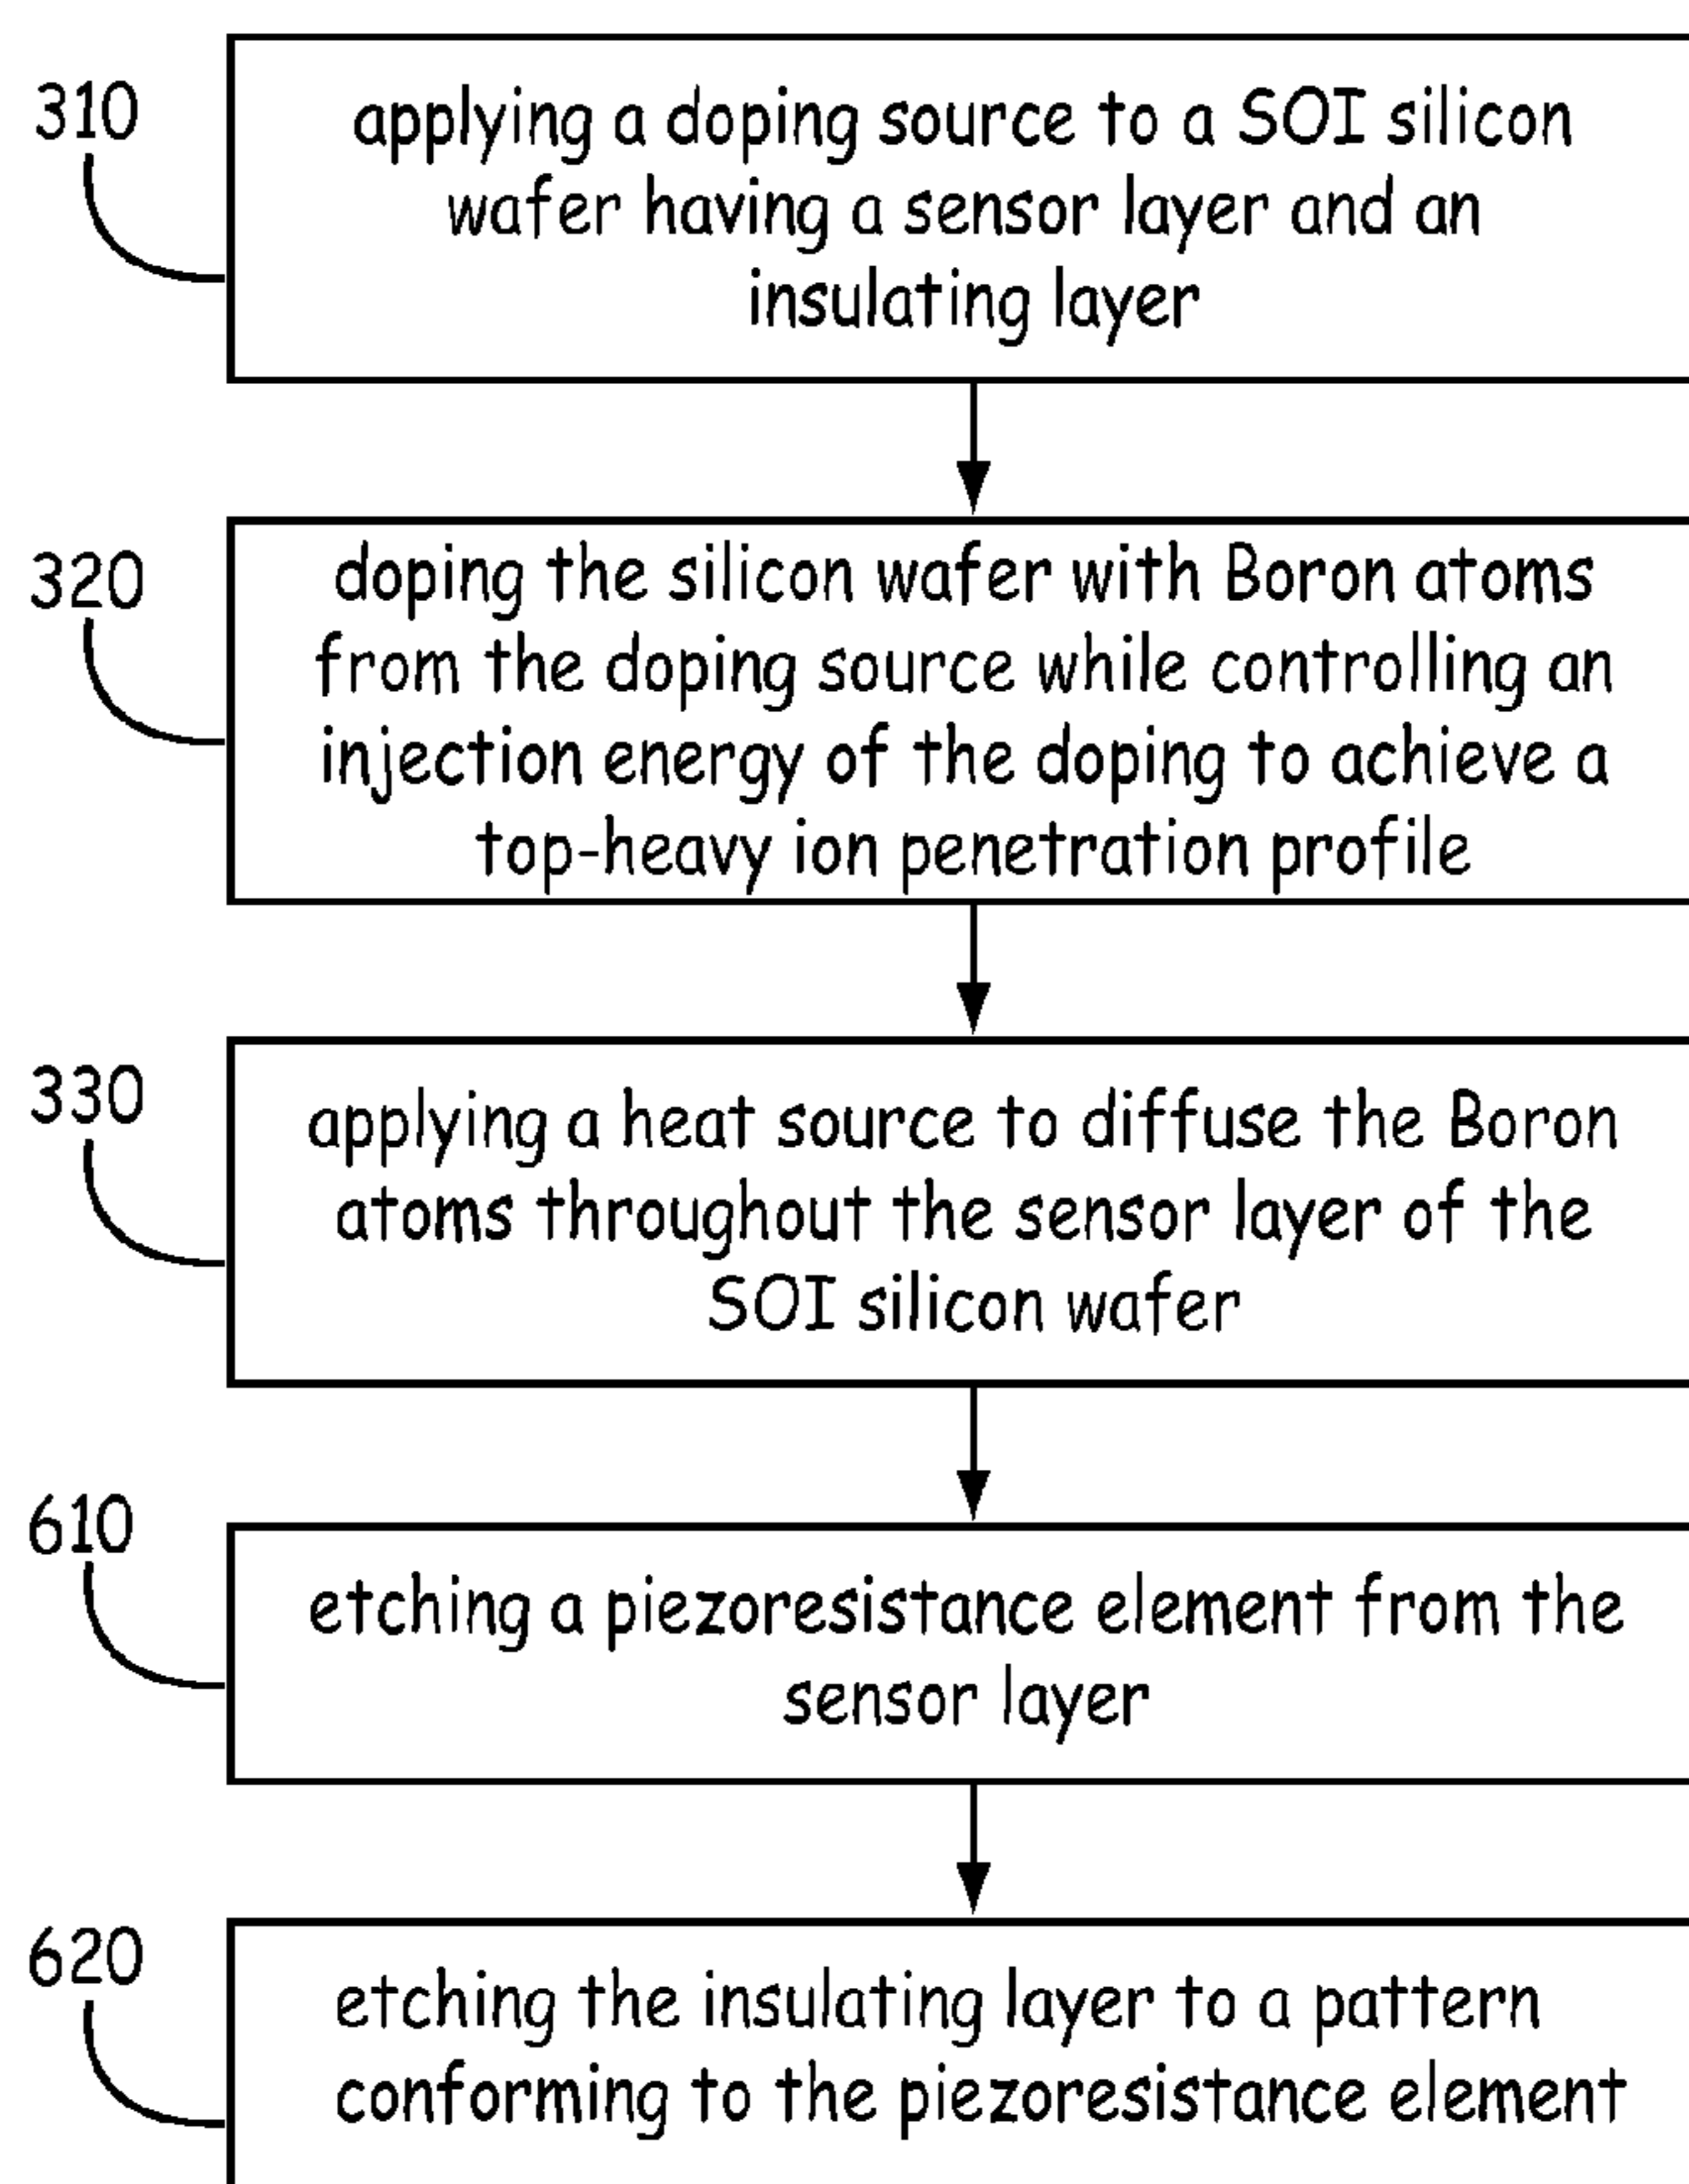 310
applying a doping source to a SOI silicon
wafer having a sensor layer and an
insulating layer
320
doping the silicon wafer with Boron atoms
from the doping source while controlling an
injection energy of the doping to achieve a
top-heavy ion penetration profile
330
applying a heat source to diffuse the Boron
atoms throughout the sensor layer of the
SOI silicon wafer
610
etching a piezoresistance element from the
sensor layer
620
etching the insulating layer to a pattern
conforming to the piezoresistance element